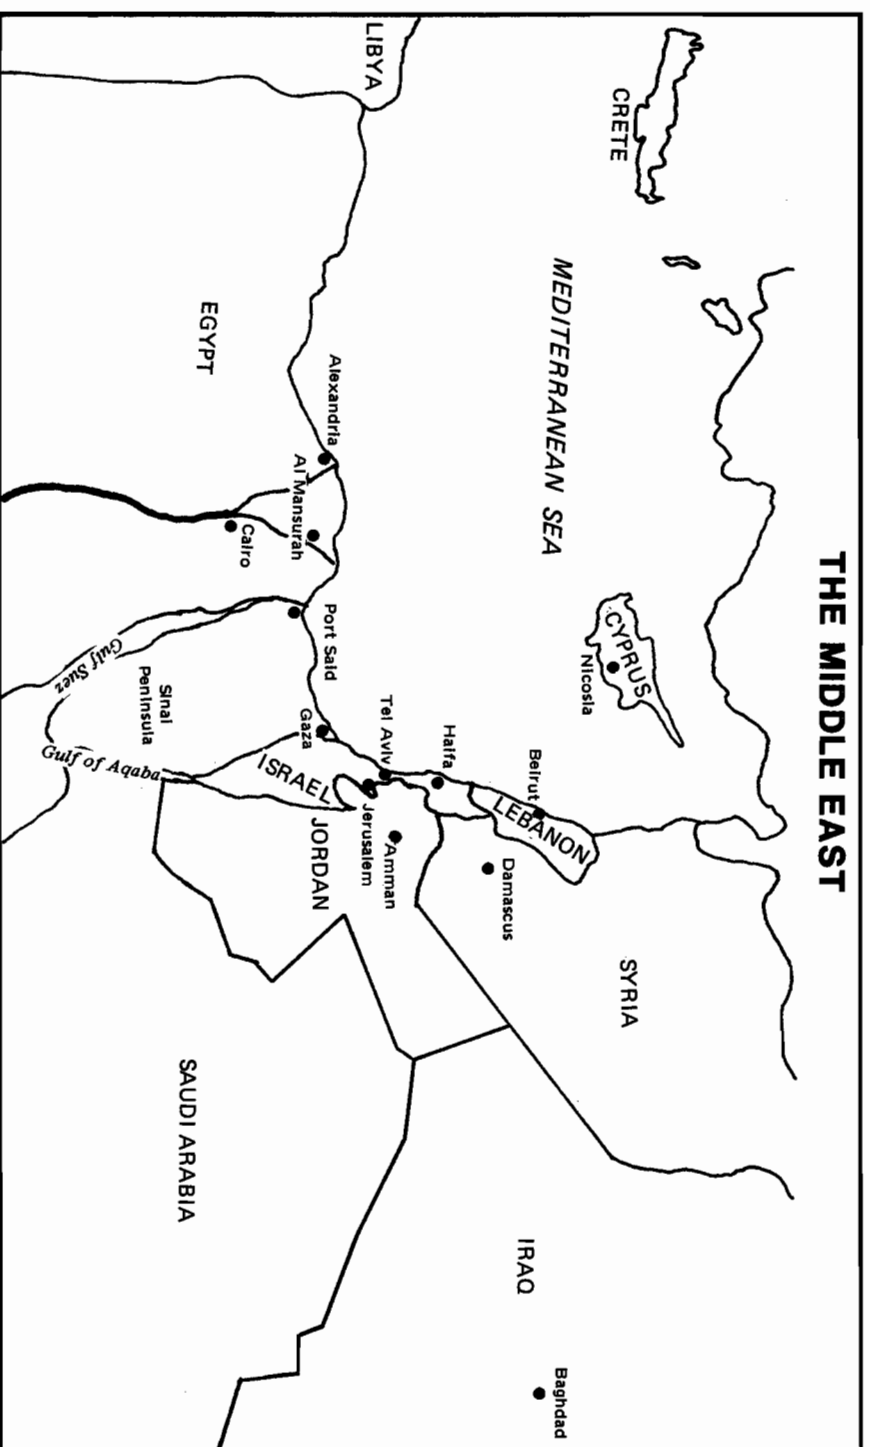 THE MIDDLE EAST
CRETE
MEDITERRANEAN SEA
CYPRUS
Nicosia
LIBYA
EGYPT
Alexandria
Al Mansurah
Cairo
Port Said
Gulf Suez
Sinai
Peninsula
Gulf of Aqaba
Gaza
Tel Aviv
Haifa
Beirut
LEBANON
ISRAEL
Jerusalem
JORDAN
Amman
Damascus
SYRIA
SAUDI ARABIA
IRAQ
Baghdad